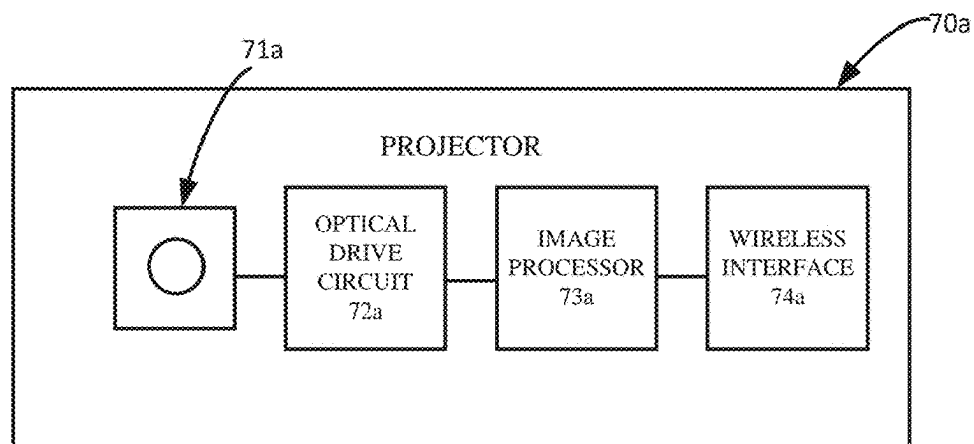 70a
71a
PROJECTOR
OPTICAL
DRIVE
CIRCUIT
72a
IMAGE
PROCESSOR
73a
WIRELESS
INTERFACE
74a